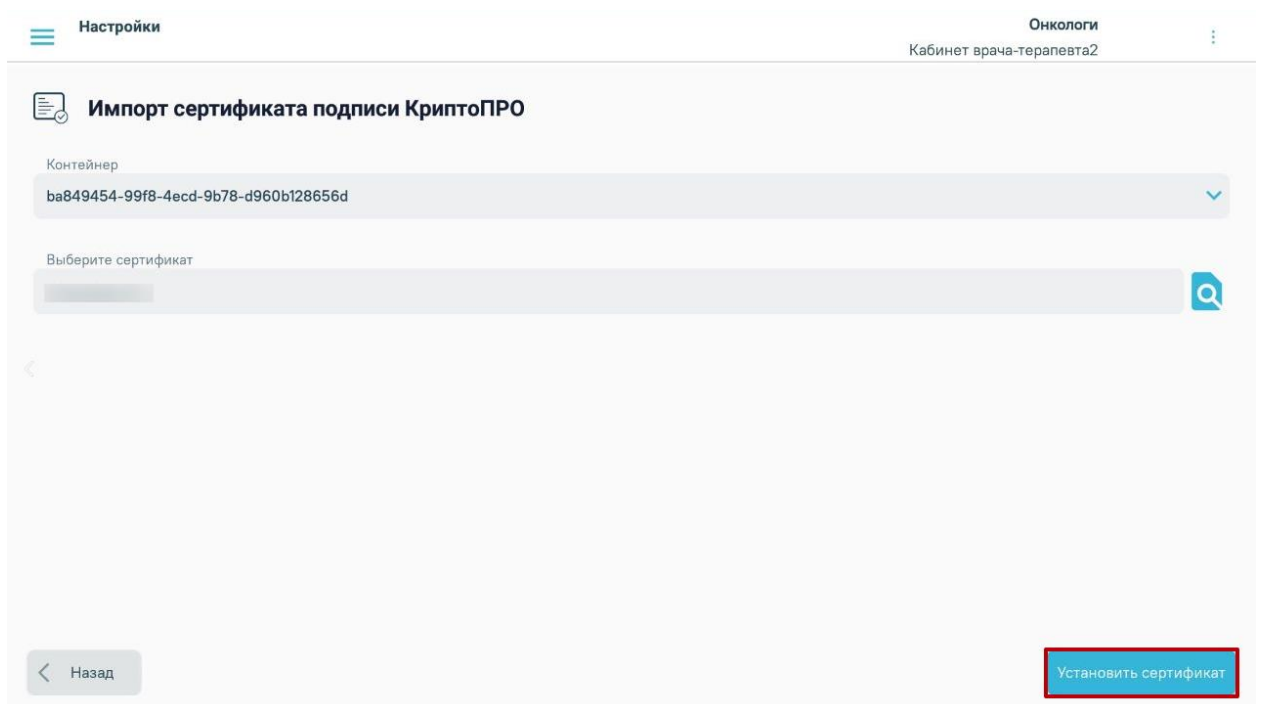 Настройки
Онкологи
Кабинет врача-терапевта2
Импорт сертификата подписи КриптоПРО
Контейнер
ba849454-99f8-4ecd-9b78-d960b128656d
Выберите сертификат
Назад
Установить сертификат